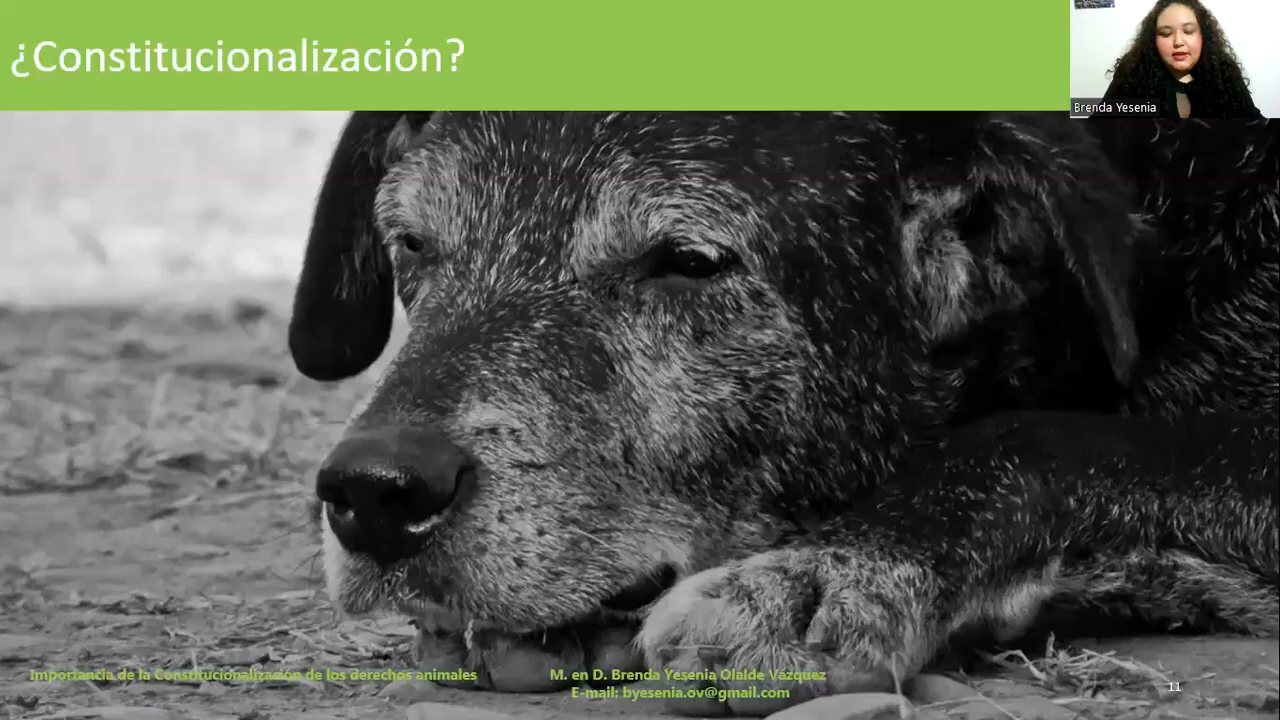 ¿Constitucionalización?
Brenda Yesenia
Importancia de la Constitucionalización de los derechos animales
M. en D. Brenda Yesenia Olalde Vázquez
E-mail: byesenia.ov@gmail.com
11